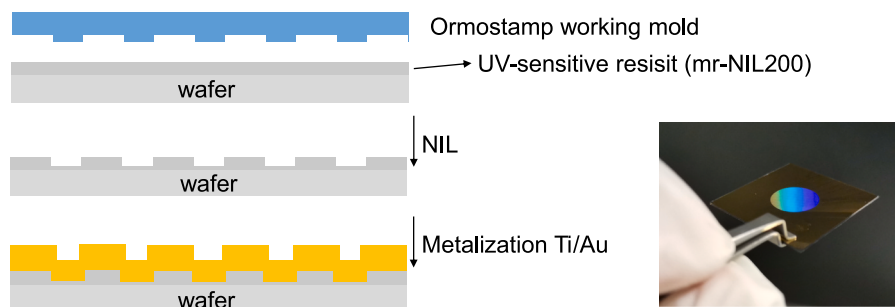 Ormostamp working mold
UV-sensitive resisit (mr-NIL200)
wafer
NIL
wafer
Metalization Ti/Au
wafer